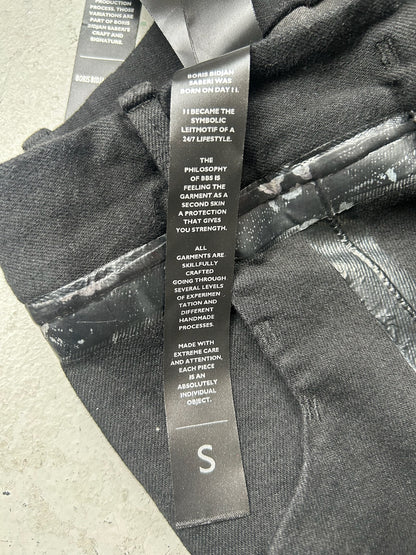 PRODUCTION
PROCESS. THOSE
VARIATIONS ARE
PART OF BORIS
BIDJAN SABERI'S
CRAFT AND
SIGNATURE.
BORIS BIDJAN
BORIS BIDJAN
SABERI WAS
BORN ON DAY 11.
11 BECAME THE
SYMBOLIC
LEITMOTIF OF A
24/7 LIFESTYLE.
THE
PHILOSOPHY
OF BBS IS
FEELING THE
GARMENT AS A
SECOND SKIN
A PROTECTION
THAT GIVES
YOU STRENGTH.
ALL
GARMENTS ARE
SKILLFULLY
CRAFTED
GOING THROUGH
SEVERAL LEVELS
OF EXPERIMEN
TATION AND
DIFFERENT
HANDMADE
PROCESSES.
MADE WITH
EXTREME CARE
AND ATTENTION,
EACH PIECE
IS AN
ABSOLUTELY
INDIVIDUAL
OBJECT.
S